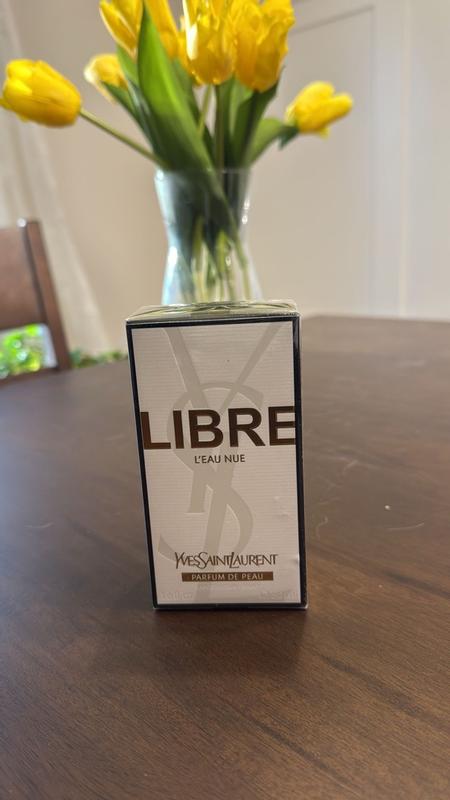 LIBRE
L'EAU NUE
YVESSAINTLAURENT
PARFUM DE PEAU